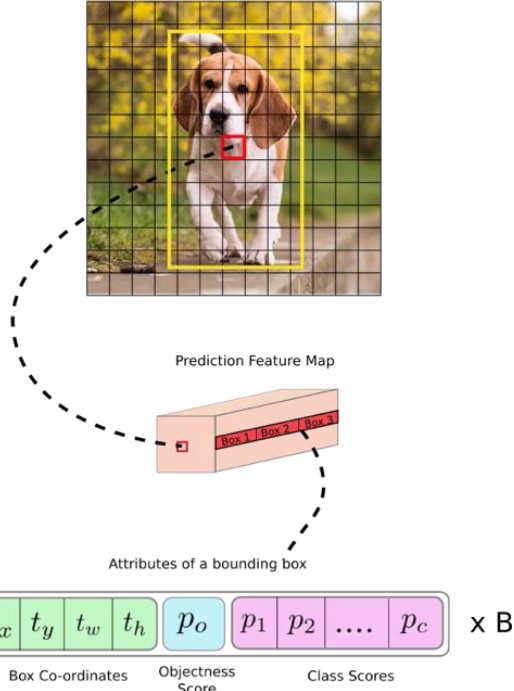 Prediction Feature Map
Box 1 Box 2 Box 3
Attributes of a bounding box
x t_y t_w t_h p_o p_1 p_2 .... p_c x B
Box Co-ordinates Objectness Score Class Scores